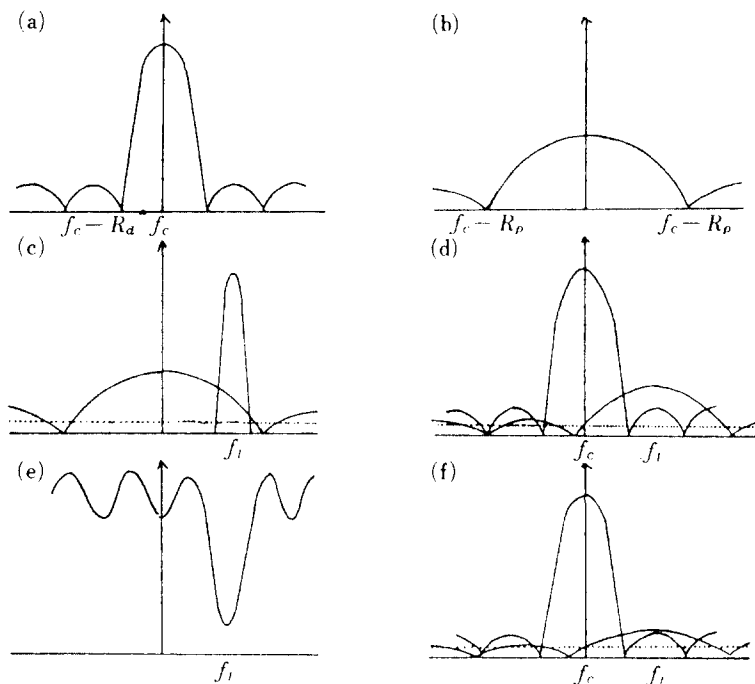 (a)
(b)
f_c − R_d f_c
f_c − R_p f_c − R_p
(c)
(d)
f_I
f_c f_I
(e)
(f)
f_I
f_c f_I